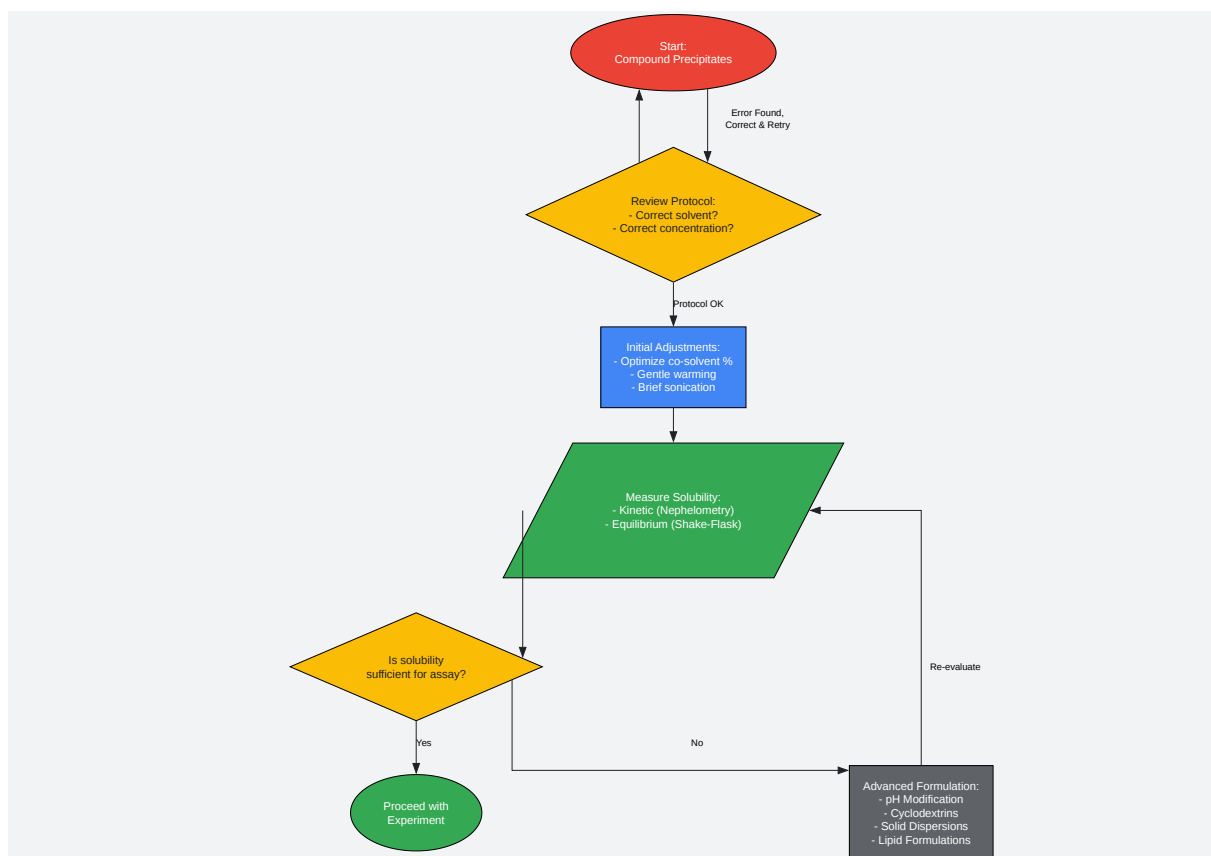 Start:
Compound Precipitates
Error Found,
Correct & Retry
Review Protocol:
- Correct solvent?
- Correct concentration?
Protocol OK
Initial Adjustments:
- Optimize co-solvent %
- Gentle warming
- Brief sonication
Measure Solubility:
- Kinetic (Nephelometry)
- Equilibrium (Shake-Flask)
Is solubility
sufficient for assay?
Re-evaluate
Yes
No
Proceed with
Experiment
Advanced Formulation:
- pH Modification
- Cyclodextrins
- Solid Dispersions
- Lipid Formulations